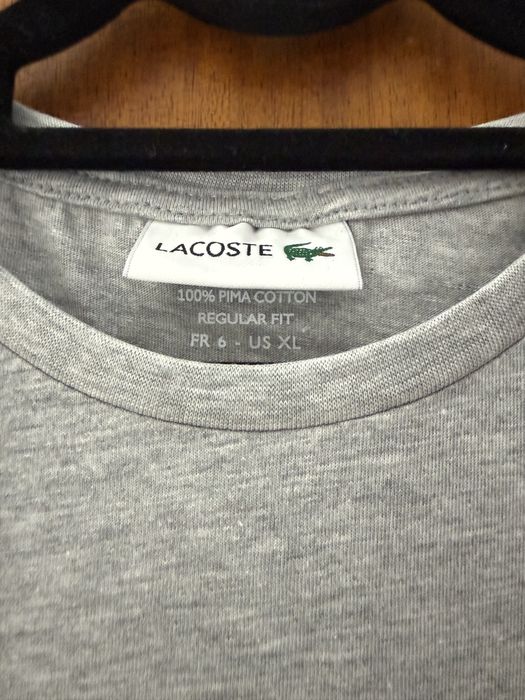 LACOSTE
100% PIMA COTTON
REGULAR FIT
FR 6 - US XL